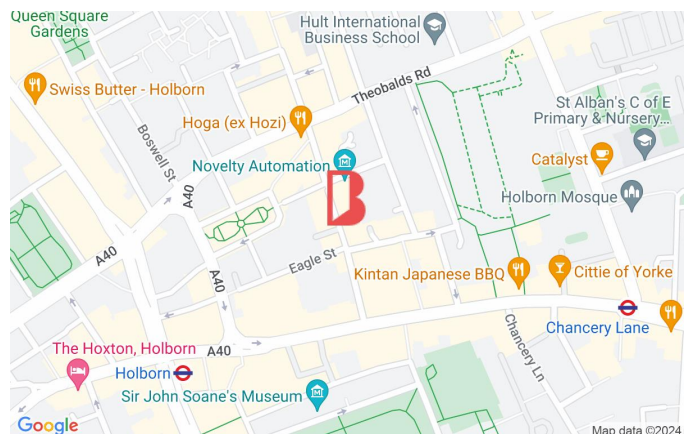 Queen Square
Gardens
Hult International
Business School
Swiss Butter - Holborn
Theobalds Rd
Hoga (ex Hozi)
St Alban's C of E
Primary & Nursery...
Boswell St
Novelty Automation
Catalyst
A40
Holborn Mosque
B
A40
Eagle St
A40
Kintan Japanese BBQ
Cittie of Yorke
Chancery Lane
The Hoxton, Holborn
A40
Chancery Ln
Holborn
Sir John Soane's Museum
Google
Map data ©2024